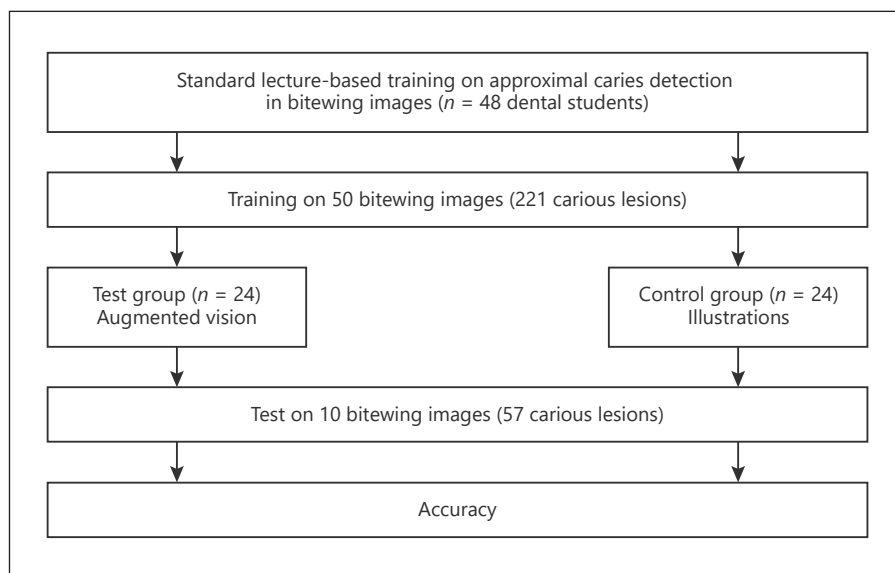 Standard lecture-based training on approximal caries detection
in bitewing images (n = 48 dental students)
Training on 50 bitewing images (221 carious lesions)
Test group (n = 24)
Augmented vision
Control group (n = 24)
Illustrations
Test on 10 bitewing images (57 carious lesions)
Accuracy